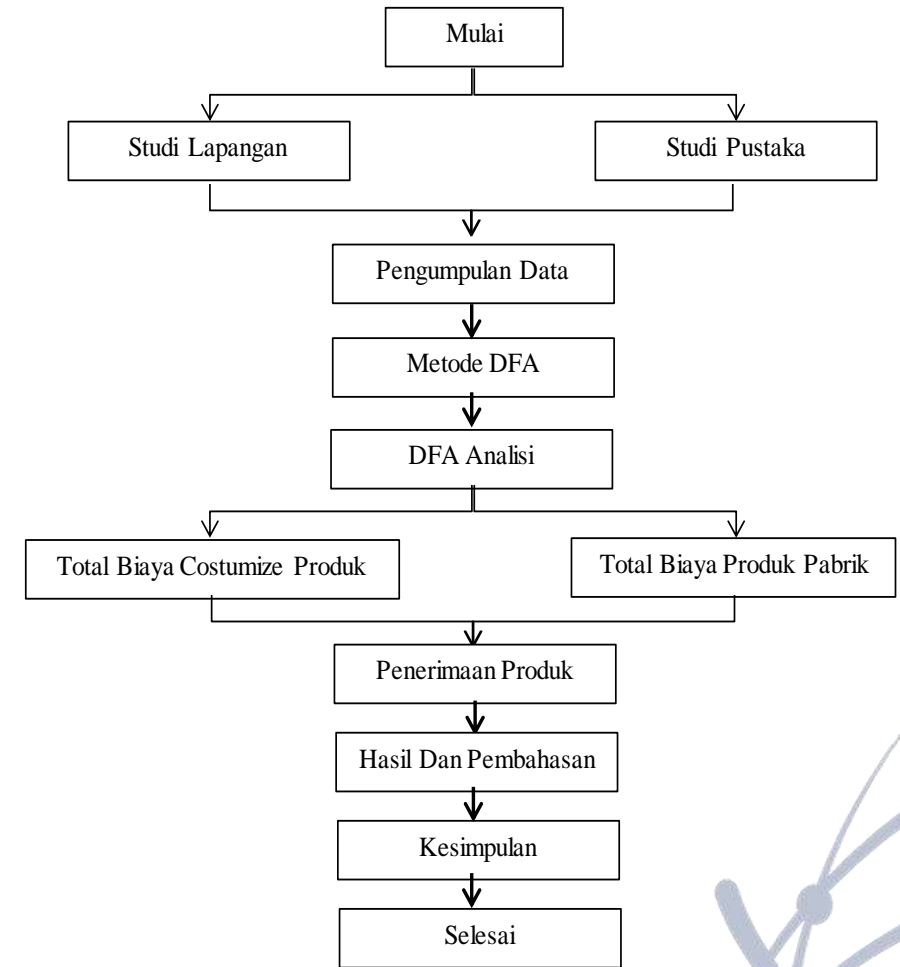 Mulai
Studi Lapangan
Studi Pustaka
Pengumpulan Data
Metode DFA
DFA Analisi
Total Biaya Costumize Produk
Total Biaya Produk Pabrik
Penerimaan Produk
Hasil Dan Pembahasan
Kesimpulan
Selesai